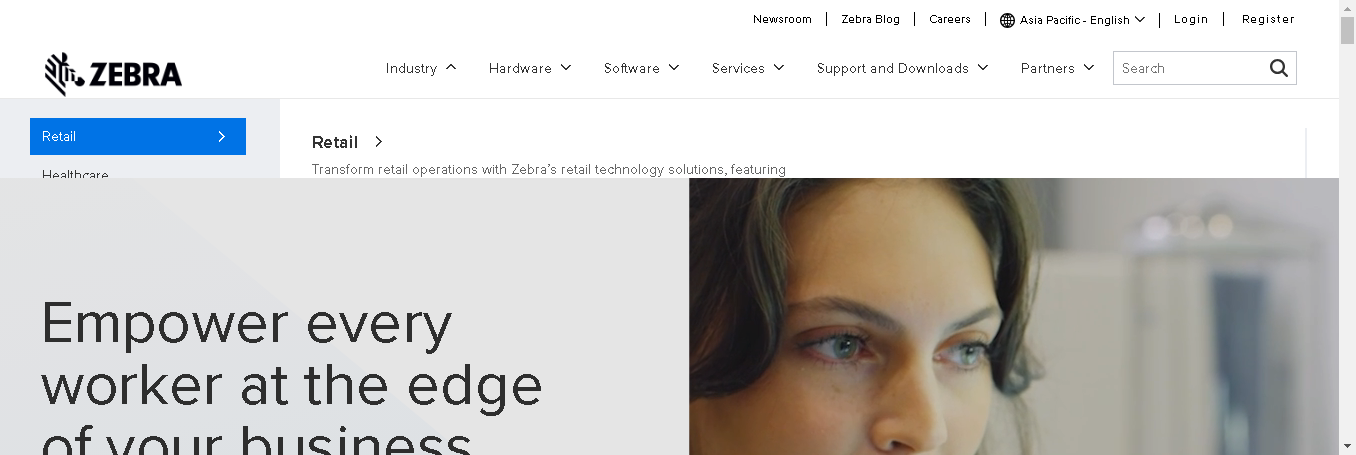 Newsroom Zebra Blog Careers Asia Pacific - English Login Register
ZEBRA Industry Hardware Software Services Support and Downloads Partners Search
Retail
Healthcare
Retail
Transform retail operations with Zebra's retail technology solutions, featuring
Empower every
worker at the edge
of your business